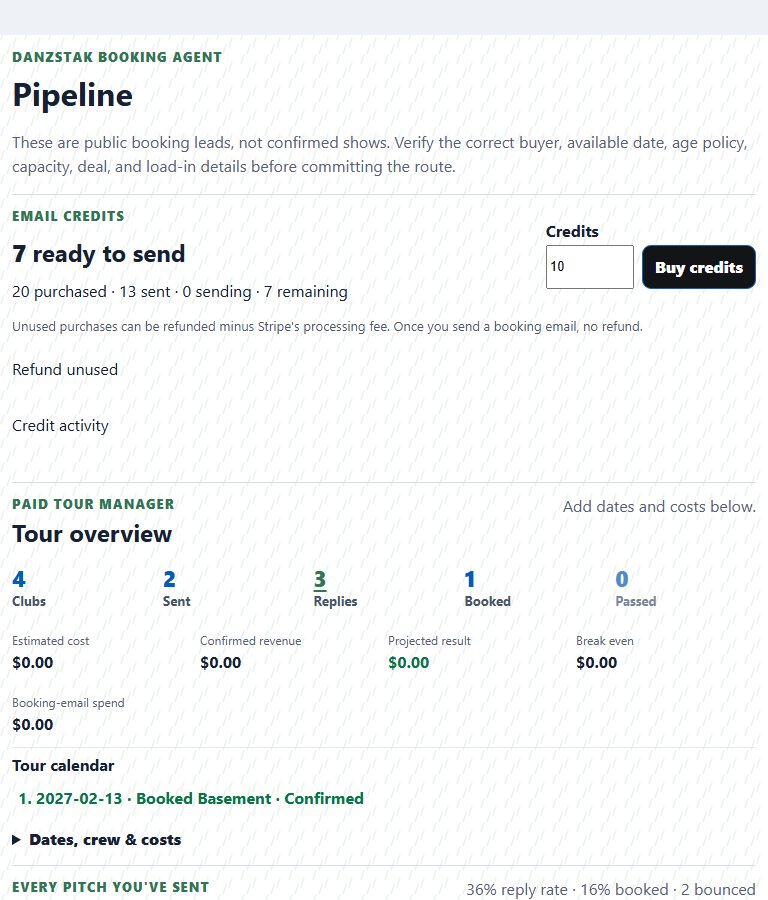 DANZSTAK BOOKING AGENT
Pipeline
These are public booking leads, not confirmed shows. Verify the correct buyer, available date, age policy,
capacity, deal, and load-in details before committing the route.
EMAIL CREDITS
7 ready to send
20 purchased · 13 sent · 0 sending · 7 remaining
Credits
10
Buy credits
Unused purchases can be refunded minus Stripe's processing fee. Once you send a booking email, no refund.
Refund unused
Credit activity
PAID TOUR MANAGER
Add dates and costs below.
Tour overview
4 2 3 1 0
Clubs Sent Replies Booked Passed
Estimated cost Confirmed revenue Projected result Break even
$0.00 $0.00 $0.00 $0.00
Booking-email spend
$0.00
Tour calendar
1. 2027-02-13 · Booked Basement · Confirmed
Dates, crew & costs
EVERY PITCH YOU'VE SENT
36% reply rate · 16% booked · 2 bounced